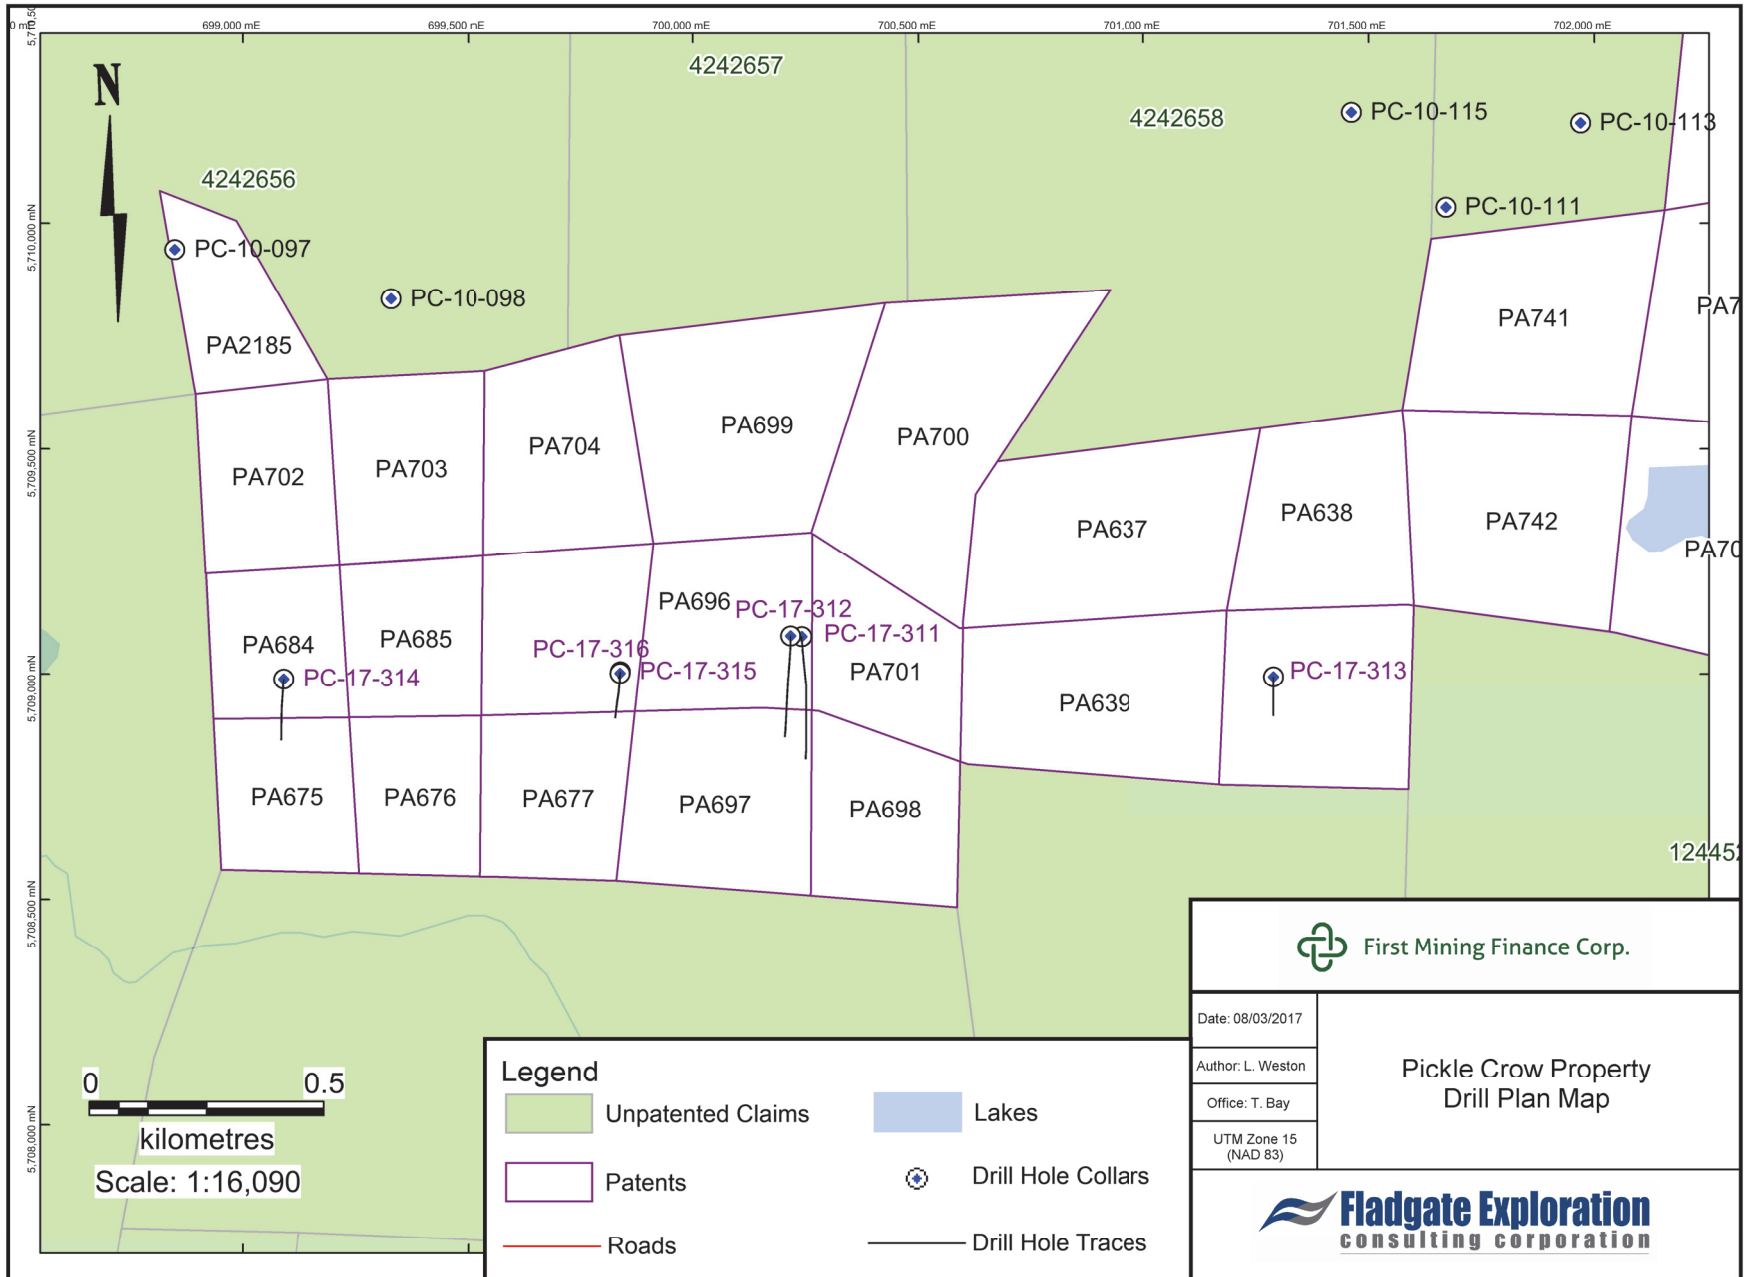 0 m
699,000 mE
699,500 mE
700,000 mE
700,500 mE
701,000 mE
701,500 mE
702,000 mE
5,710,50
5,710,000 mN
5,709,500 mN
5,709,000 mN
5,708,500 mN
5,708,000 mN
N
4242657
4242658
4242656
PC-10-115
PC-10-113
PC-10-111
PC-10-097
PC-10-098
PA2185
PA741
PA7
PA699
PA700
PA704
PA703
PA702
PA637
PA638
PA742
PA70
PA696
PC-17-312
PC-17-311
PA684
PA685
PC-17-316
PC-17-315
PC-17-314
PA701
PC-17-313
PA639
PA675
PA676
PA677
PA697
PA698
124452
0 0.5
kilometres
Scale: 1:16,090
Legend
Unpatented Claims
Patents
Roads
Lakes
Drill Hole Collars
Drill Hole Traces
First Mining Finance Corp.
Date: 08/03/2017
Author: L. Weston
Office: T. Bay
UTM Zone 15
(NAD 83)
Pickle Crow Property
Drill Plan Map
Fladgate Exploration
consulting corporation